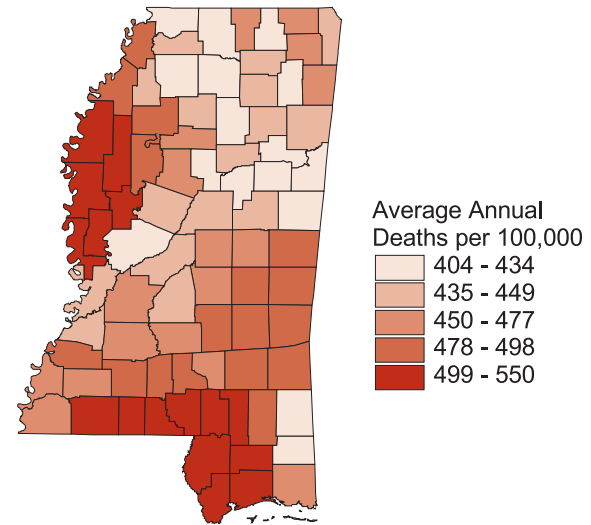 Average Annual
Deaths per 100,000
404 - 434
435 - 449
450 - 477
478 - 498
499 - 550